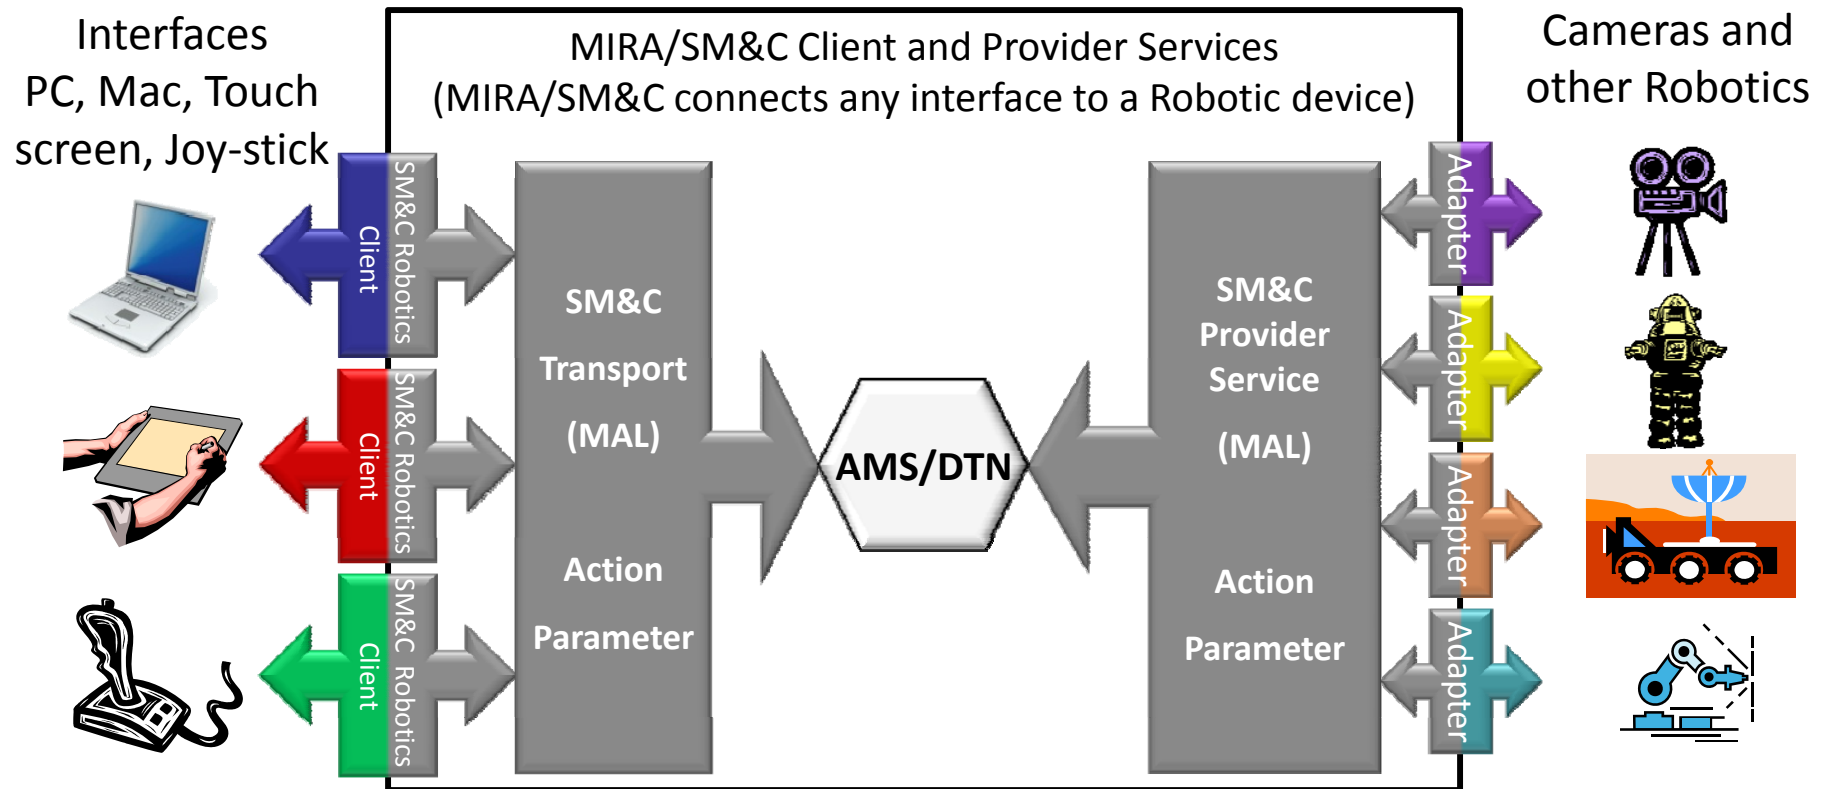 Interfaces
PC, Mac, Touch
screen, Joy-stick
MIRA/SM&C Client and Provider Services
(MIRA/SM&C connects any interface to a Robotic device)
Cameras and
other Robotics
Client
SM&C Robotics
Client
SM&C Robotics
Client
SM&C Robotics
SM&C
Transport
(MAL)
Action
Parameter
AMS/DTN
SM&C
Provider
Service
(MAL)
Action
Parameter
Adapter
Adapter
Adapter
Adapter